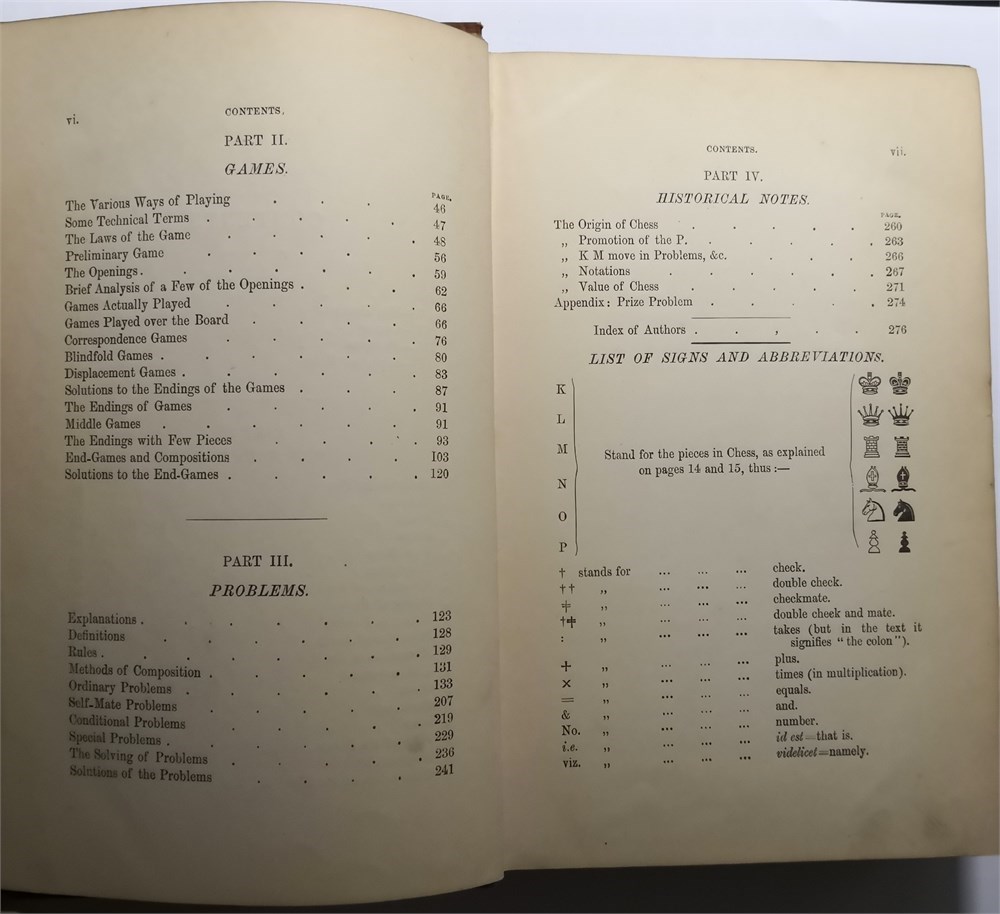 vi.
CONTENTS.
PART II.
GAMES.
PAGE.
The Various Ways of Playing . . . 46
Some Technical Terms . . . . . 47
The Laws of the Game . . . . . 48
Preliminary Game . . . . 56
The Openings . . . . . . . 59
Brief Analysis of a Few of the Openings . . . 62
Games Actually Played . . . . . 66
Games Played over the Board . . . . 66
Correspondence Games . . . . . 76
Blindfold Games . . . . . . 80
Displacement Games . . . . . . 83
Solutions to the Endings of the Games . . . . 87
The Endings of Games . . . . . 91
Middle Games . . . . . 91
The Endings with Few Pieces . . . . 93
End-Games and Compositions . . . . 103
Solutions to the End-Games . . . . . 120
PART III.
PROBLEMS.
Explanations . . . . . . . 123
Definitions . . . . . . 128
Rules . . . . . . . 129
Methods of Composition . . . . . 131
Ordinary Problems . . . . . . 133
Self-Mate Problems . . . . . 207
Conditional Problems . . . . 219
Special Problems . . . . . . 229
The Solving of Problems . . . . . 236
Solutions of the Problems . . . . 241
CONTENTS.
vii.
PART IV.
HISTORICAL NOTES.
PAGE.
The Origin of Chess . . . . . 260
„ Promotion of the P. . . . . . 263
„ K M move in Problems, &c. . . . 266
„ Notations . . . . . . 267
„ Value of Chess . . . . . 271
Appendix: Prize Problem . . . . . 274
Index of Authors . . . . . 276
LIST OF SIGNS AND ABBREVIATIONS.
K
L
M
N
O
P
Stand for the pieces in Chess, as explained
on pages 14 and 15, thus :—
† stands for ... ... ... check.
†† „ ... ... ... double check.
‡ „ ... ... ... checkmate.
†‡ „ ... ... ... double cheek and mate.
: „ ... ... ... takes (but in the text it
signifies "the colon").
+ „ ... ... ... plus.
× „ ... ... ... times (in multiplication).
= „ ... ... ... equals.
& „ ... ... ... and.
No. „ ... ... ... number.
i.e. „ ... ... ... id est=that is.
viz. „ ... ... ... videlicet=namely.